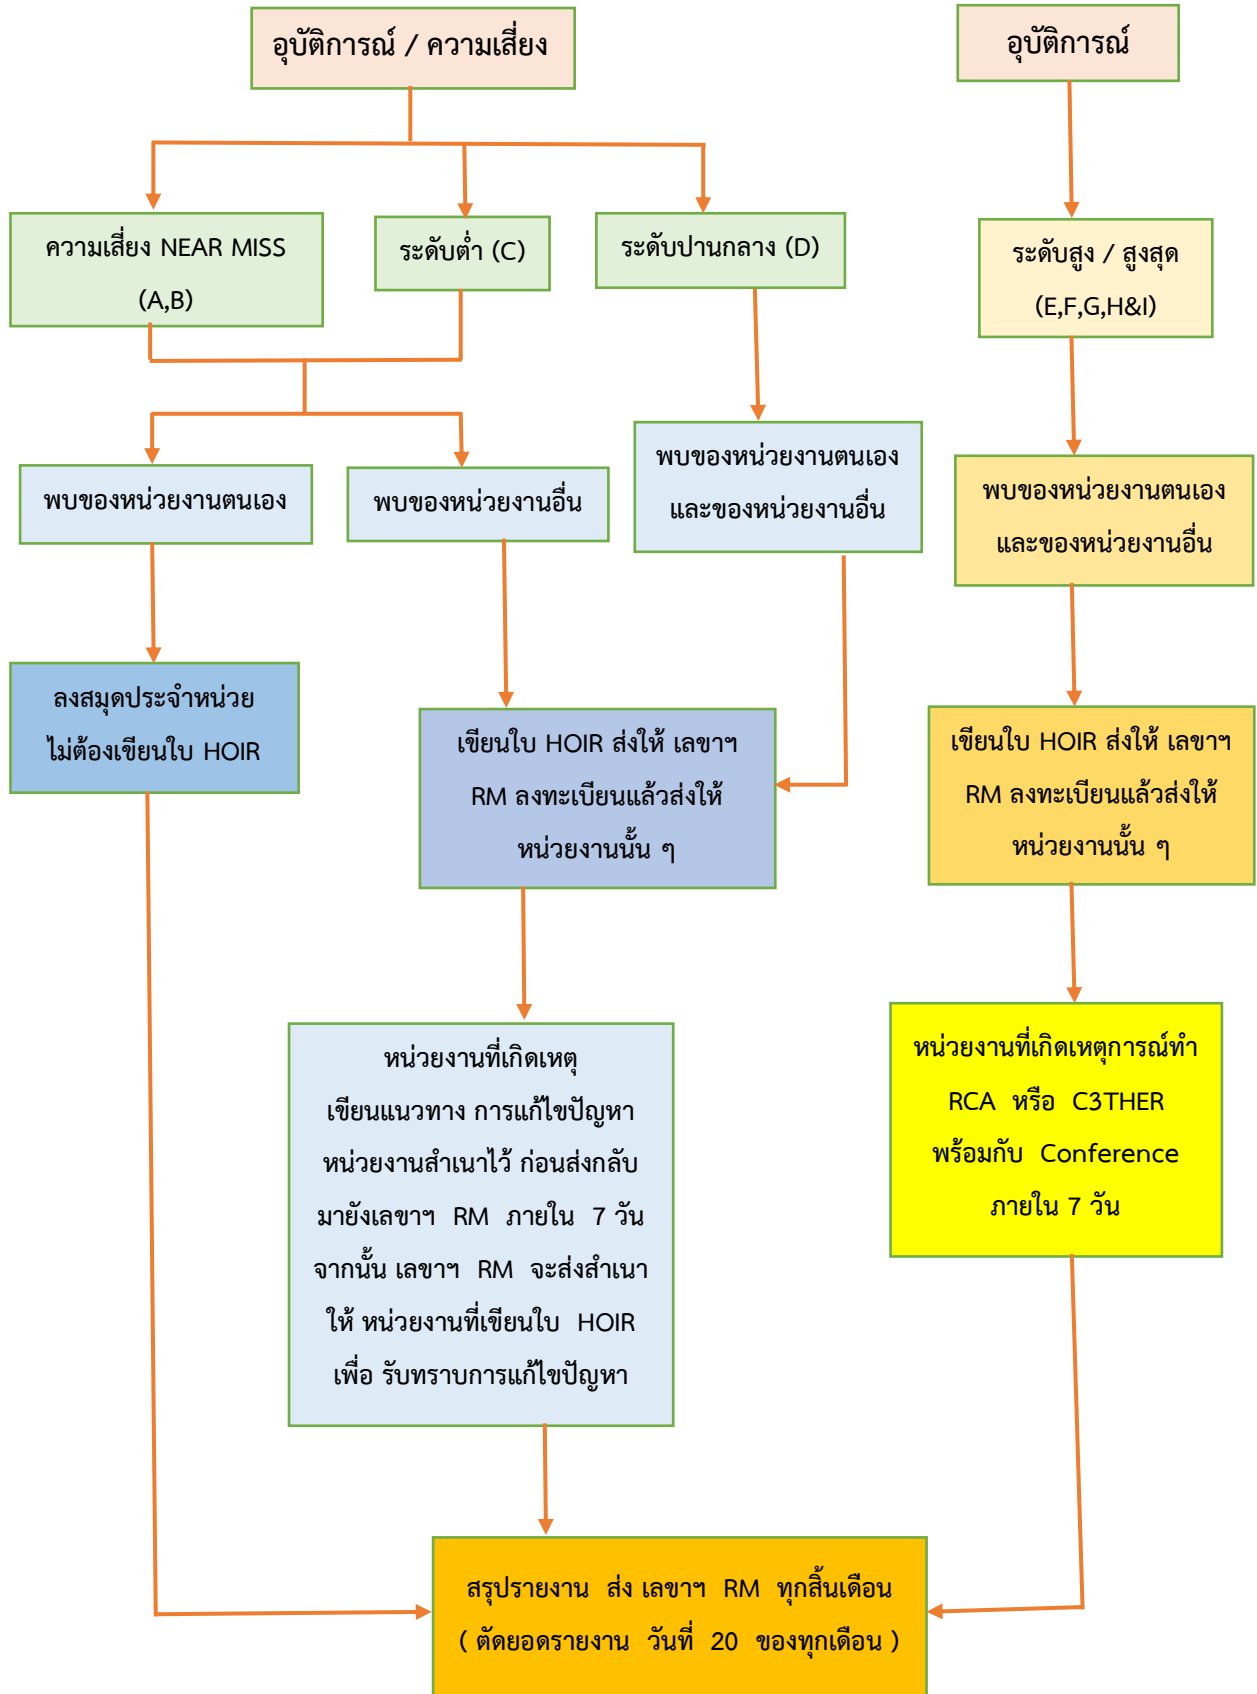 อุบัติการณ์ / ความเสี่ยง
อุบัติการณ์
ความเสี่ยง NEAR MISS
(A,B)
ระดับต่ำ (C)
ระดับปานกลาง (D)
ระดับสูง / สูงสุด
(E,F,G,H&I)
พบของหน่วยงานตนเอง
พบของหน่วยงานอื่น
พบของหน่วยงานตนเอง
และของหน่วยงานอื่น
พบของหน่วยงานตนเอง
และของหน่วยงานอื่น
ลงสมุดประจำหน่วย
ไม่ต้องเขียนใบ HOIR
เขียนใบ HOIR ส่งให้ เลขาฯ
RM ลงทะเบียนแล้วส่งให้
หน่วยงานนั้น ๆ
เขียนใบ HOIR ส่งให้ เลขาฯ
RM ลงทะเบียนแล้วส่งให้
หน่วยงานนั้น ๆ
หน่วยงานที่เกิดเหตุ
เขียนแนวทาง การแก้ไขปัญหา
หน่วยงานสำเนาไว้ ก่อนส่งกลับ
มายังเลขาฯ RM ภายใน 7 วัน
จากนั้น เลขาฯ RM จะส่งสำเนา
ให้ หน่วยงานที่เขียนใบ HOIR
เพื่อ รับทราบการแก้ไขปัญหา
หน่วยงานที่เกิดเหตุการณ์ทำ
RCA หรือ C3THER
พร้อมกับ Conference
ภายใน 7 วัน
สรุปรายงาน ส่ง เลขาฯ RM ทุกสิ้นเดือน
( ตัดยอดรายงาน วันที่ 20 ของทุกเดือน )